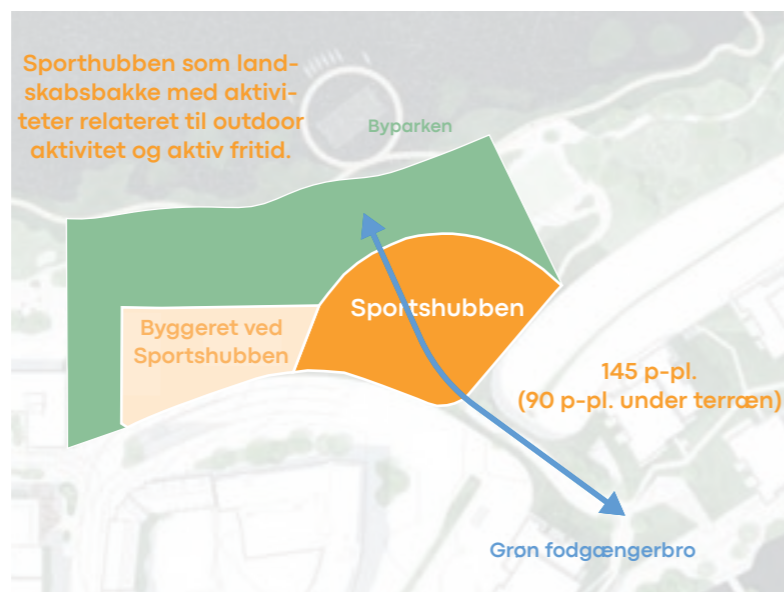 Sporthubben som land-
skabsbakke med aktivi-
teter relateret til outdoor
aktivitet og aktiv fritid.
Byparken
Sportshubben
Byggeret ved
Sportshubben
145 p-pl.
(90 p-pl. under terræn)
Grøn fodgængerbro